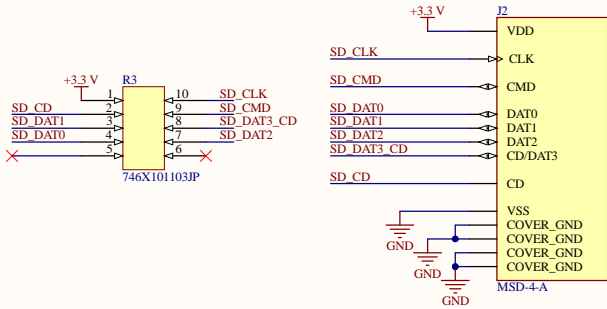 J2
+3.3 V
VDD
SD_CLK
CLK
SD_CMD
CMD
SD_DAT0
DAT0
SD_DAT1
DAT1
SD_DAT2
DAT2
SD_DAT3_CD
CD/DAT3
SD_CD
CD
VSS
COVER_GND
COVER_GND
COVER_GND
COVER_GND
GND
GND
GND
MSD-4-A
R3
+3.3 V
1 10 SD_CLK
SD_CD 2 9 SD_CMD
SD_DAT1 3 8 SD_DAT3_CD
SD_DAT0 4 7 SD_DAT2
5 6
746X101103JP